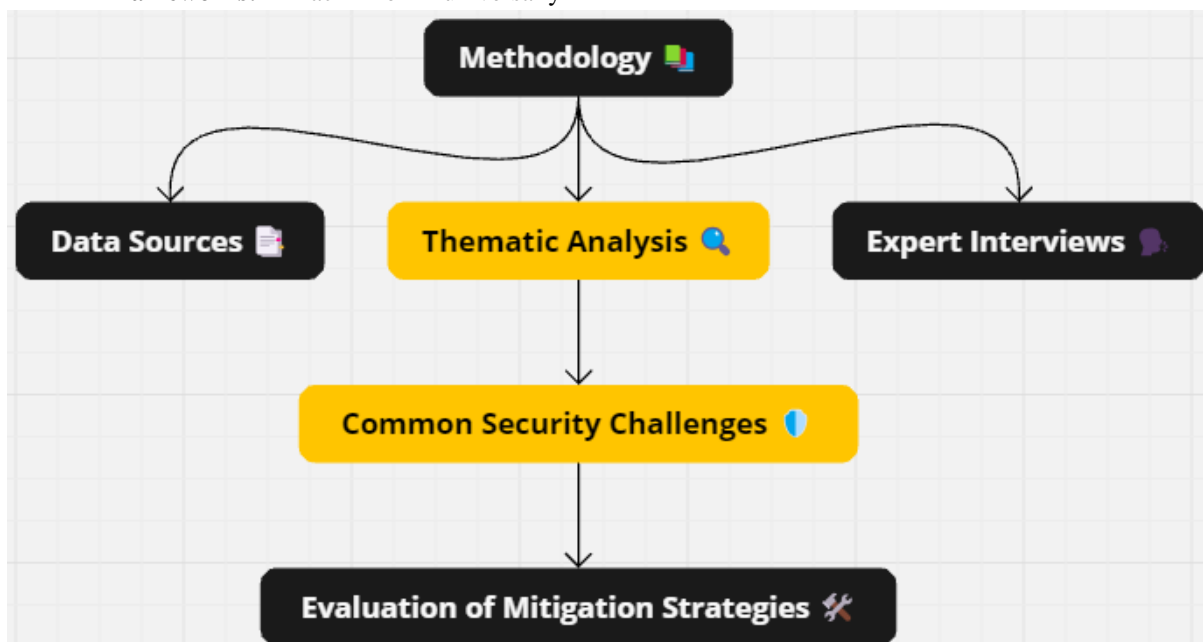 Methodology 📚
Data Sources 📑
Thematic Analysis 🔍
Expert Interviews 🗣
Common Security Challenges 🛡
Evaluation of Mitigation Strategies 🛠